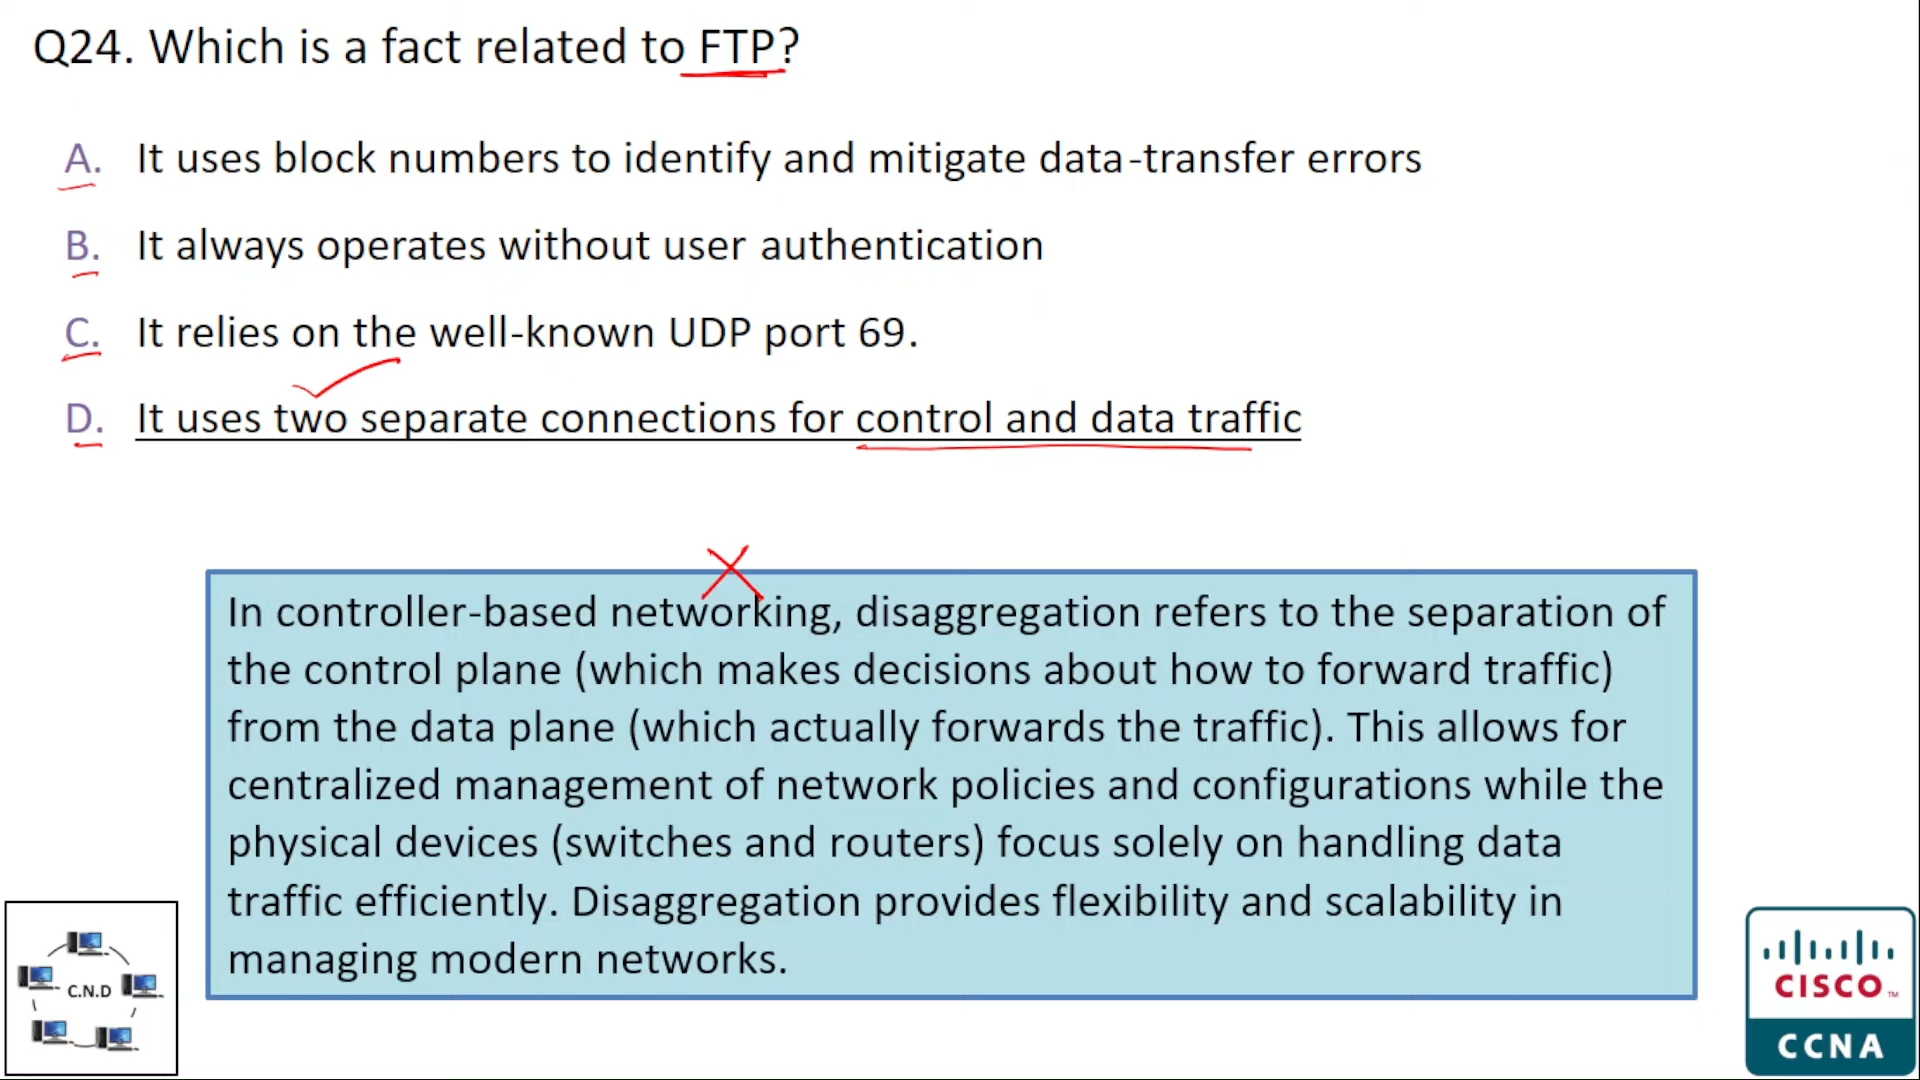 Q24. Which is a fact related to FTP?
A. It uses block numbers to identify and mitigate data-transfer errors
B. It always operates without user authentication
C. It relies on the well-known UDP port 69.
D. It uses two separate connections for control and data traffic
In controller-based networking, disaggregation refers to the separation of
the control plane (which makes decisions about how to forward traffic)
from the data plane (which actually forwards the traffic). This allows for
centralized management of network policies and configurations while the
physical devices (switches and routers) focus solely on handling data
traffic efficiently. Disaggregation provides flexibility and scalability in
managing modern networks.
C.N.D
CISCO™
CCNA